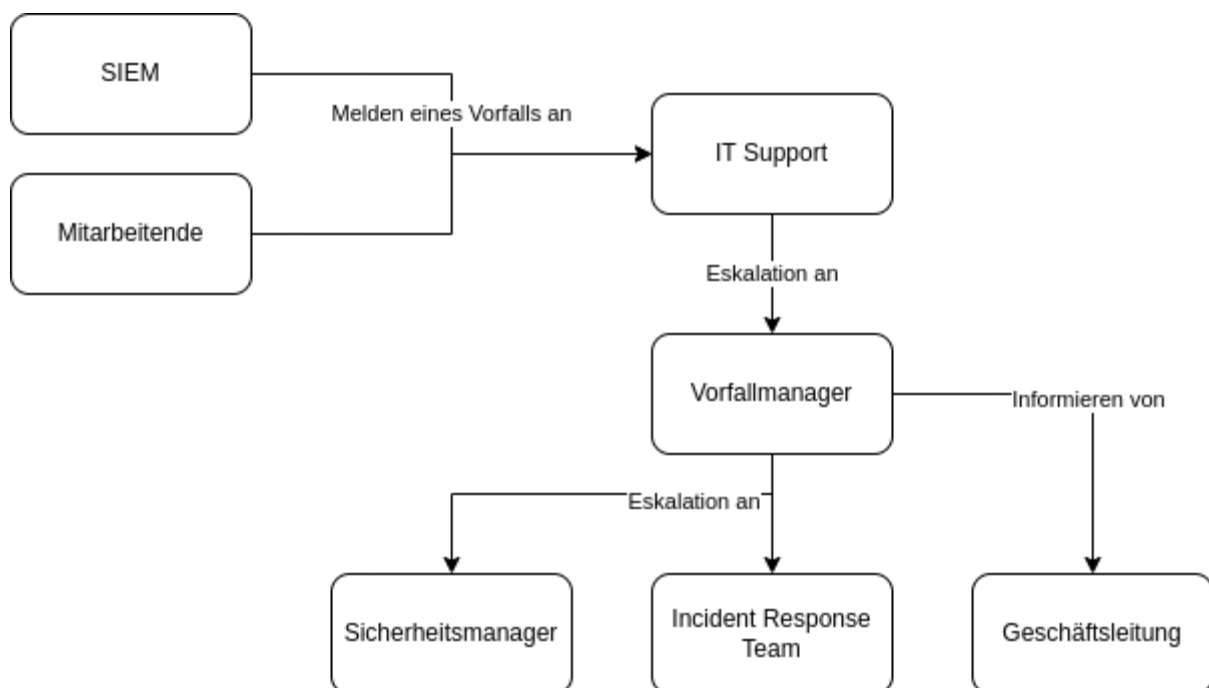 SIEM
Melden eines Vorfalls an
IT Support
Mitarbeitende
Eskalation an
Vorfallmanager
Informieren von
Eskalation an
Sicherheitsmanager
Incident Response
Team
Geschäftsleitung